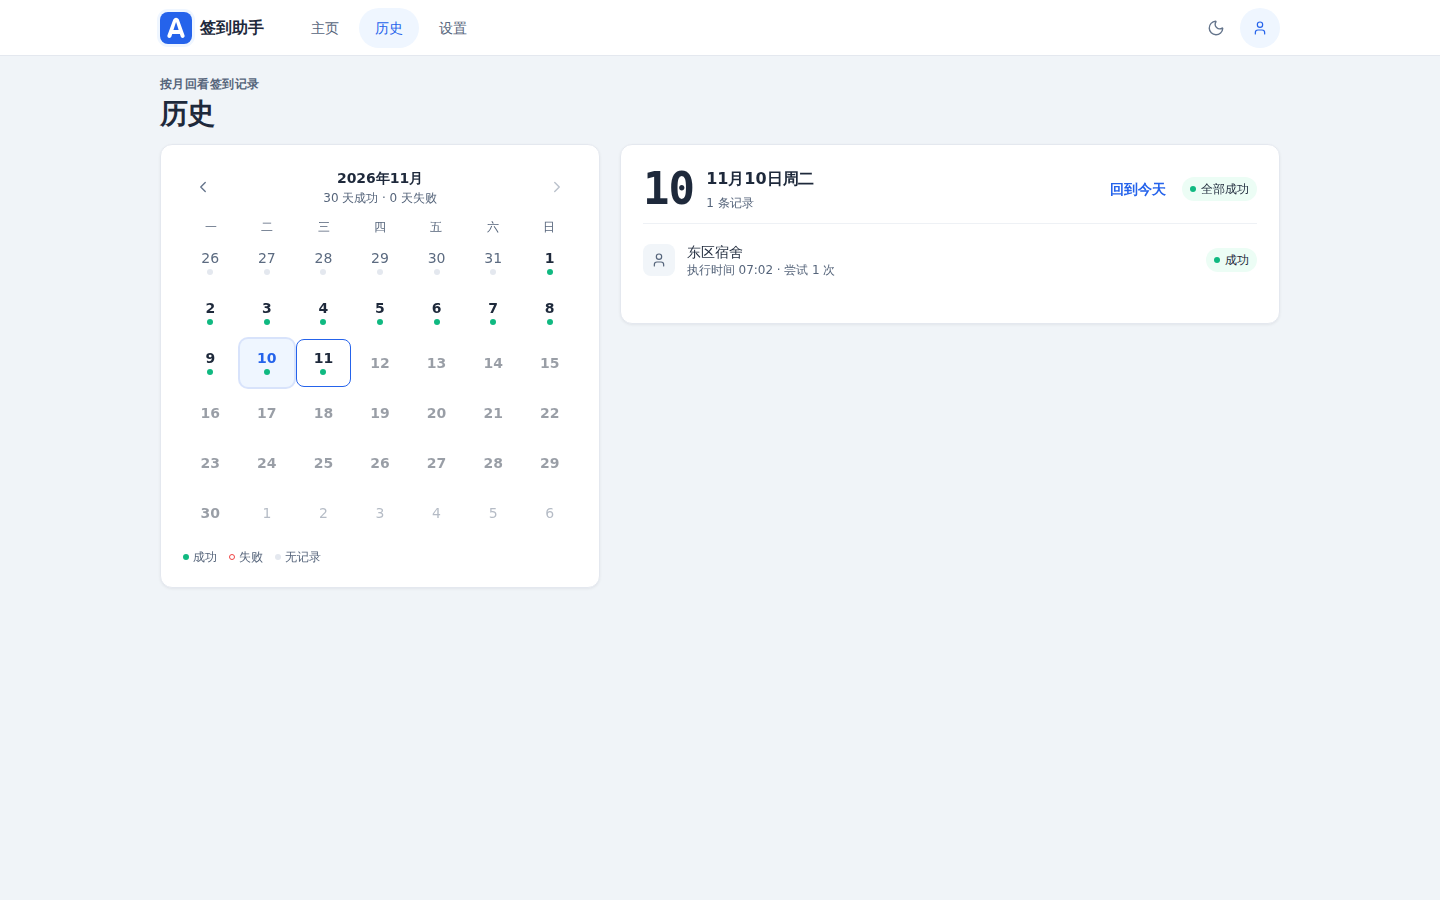 签到助手 主页 历史 设置
按月回看签到记录
历史
2026年11月
30 天成功 · 0 天失败
一 二 三 四 五 六 日
26 27 28 29 30 31 1
2 3 4 5 6 7 8
9 10 11 12 13 14 15
16 17 18 19 20 21 22
23 24 25 26 27 28 29
30 1 2 3 4 5 6
成功 失败 无记录
10 11月10日周二 回到今天 全部成功
1 条记录
东区宿舍 成功
执行时间 07:02 · 尝试 1 次